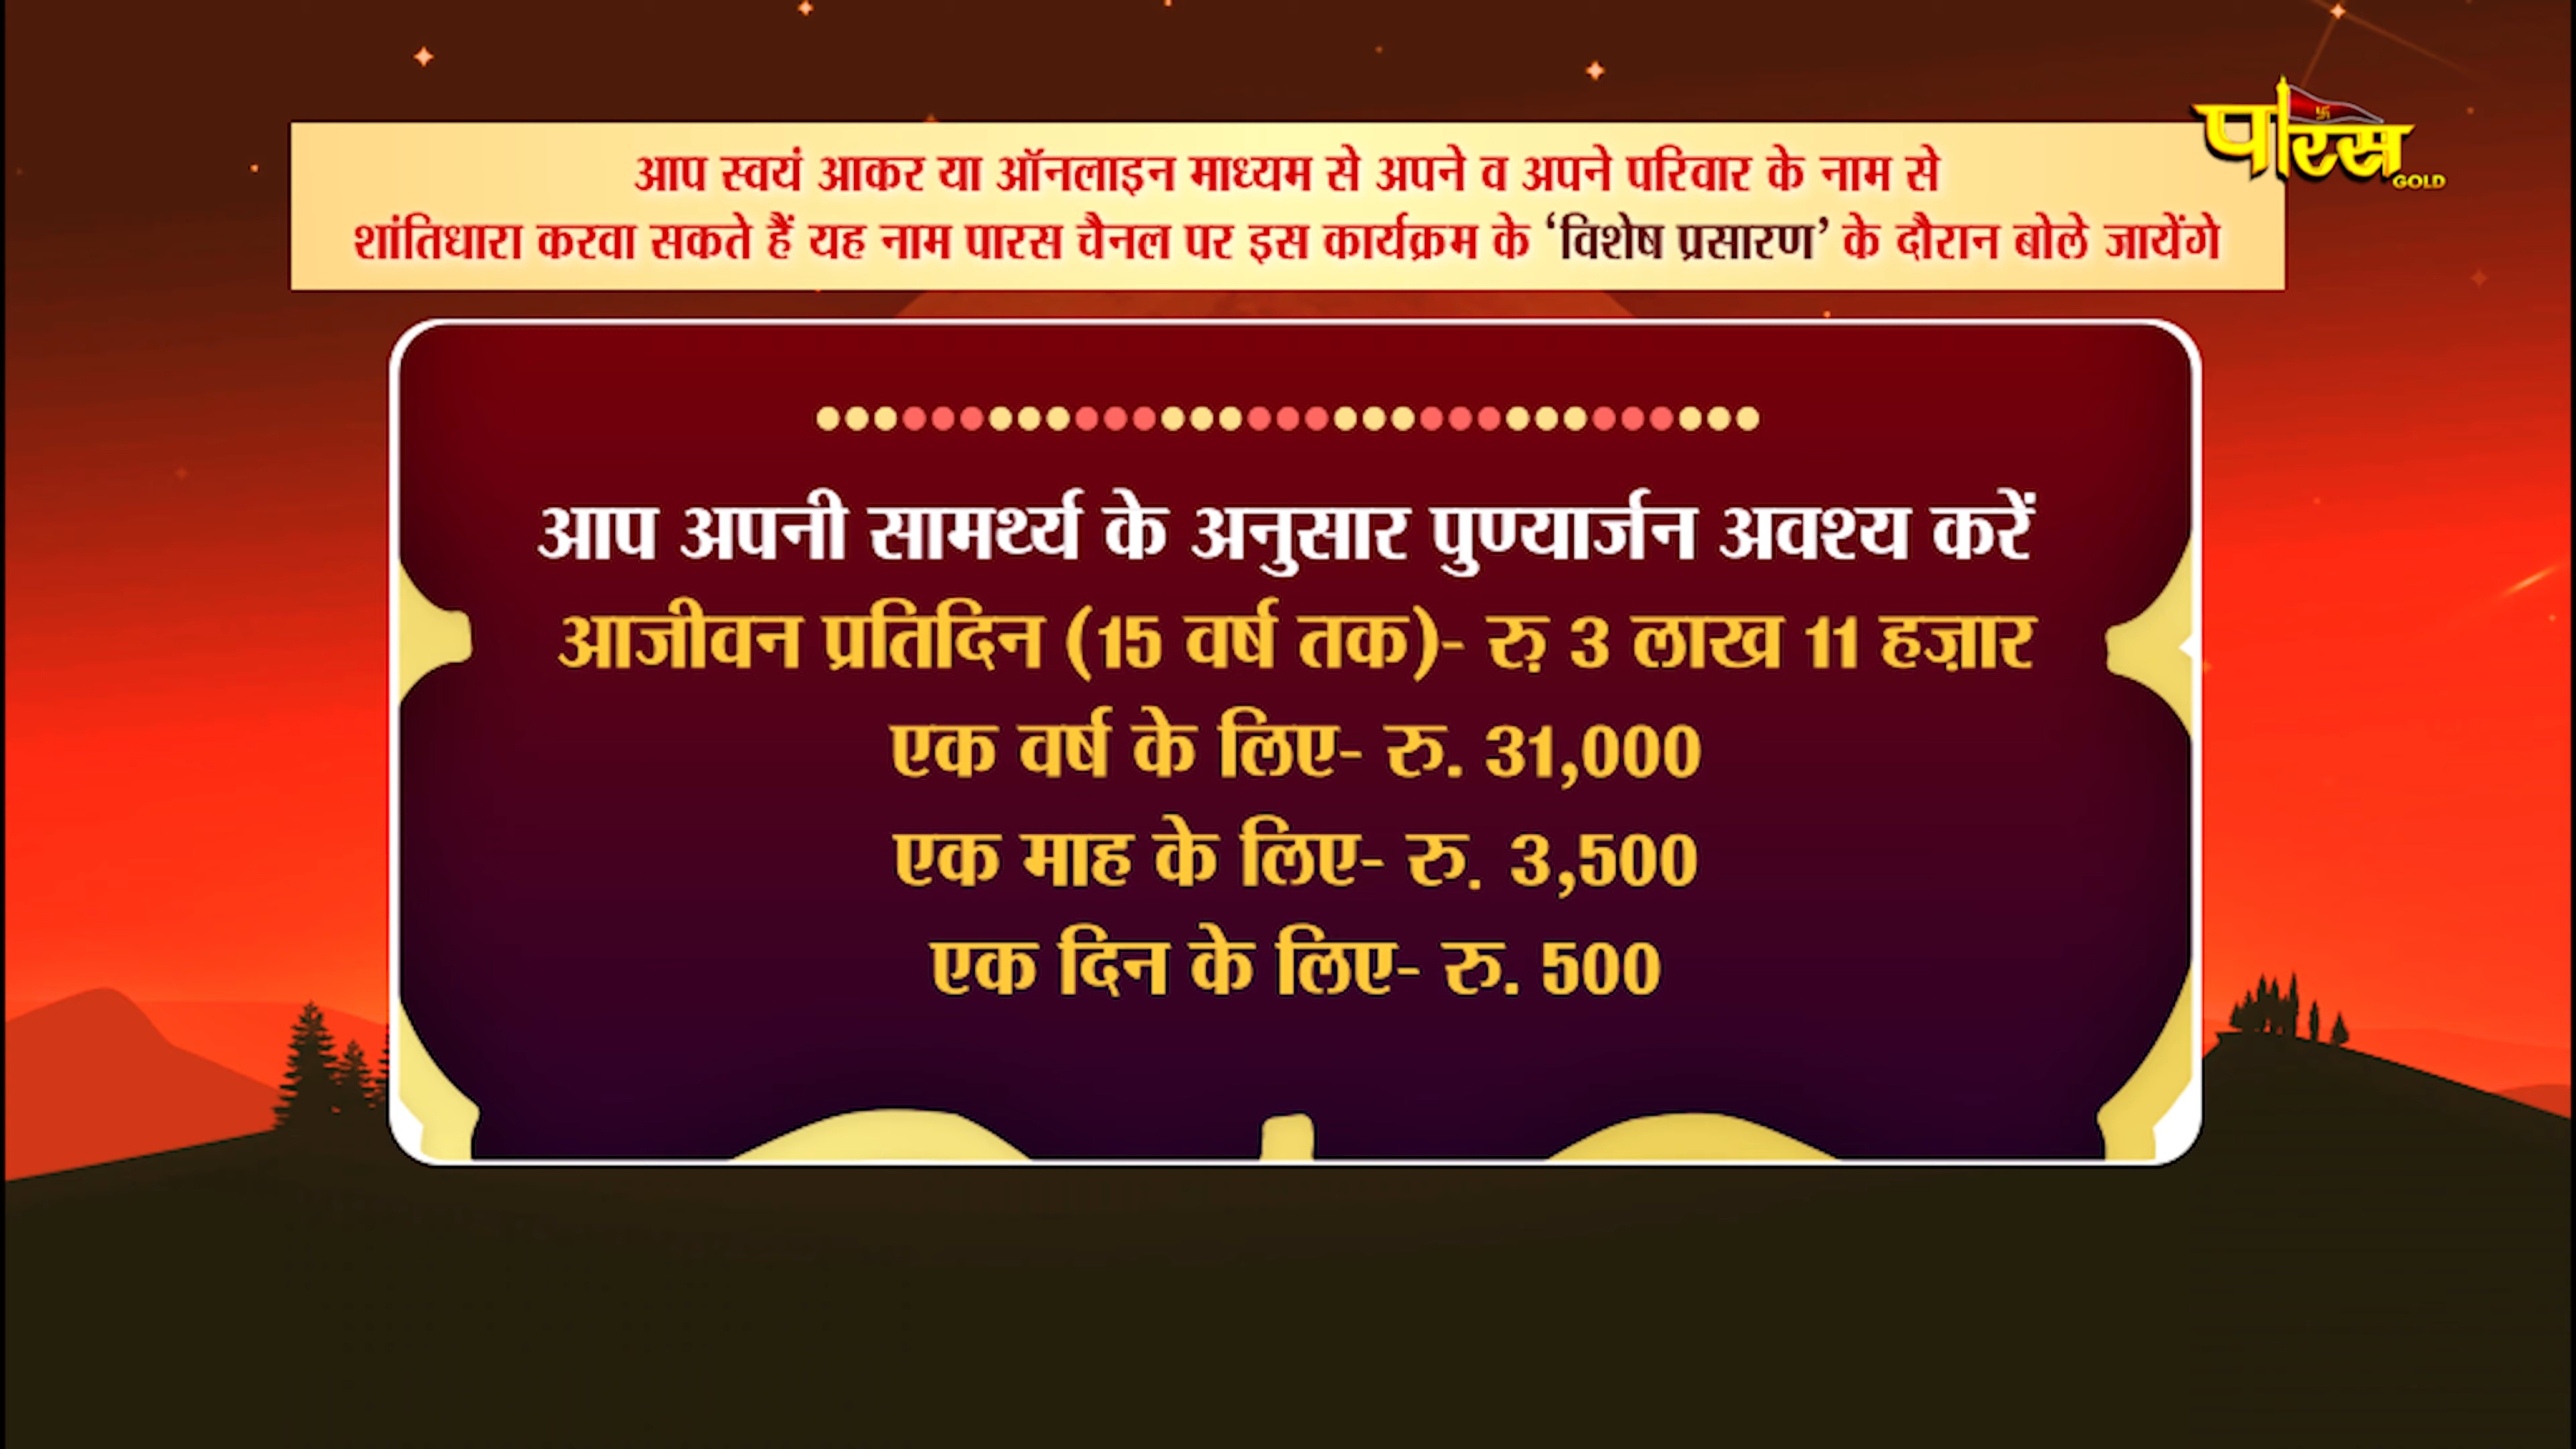 पारस
GOLD
आप स्वयं आकर या ऑनलाइन माध्यम से अपने व अपने परिवार के नाम से
शांतिधारा करवा सकते हैं यह नाम पारस चैनल पर इस कार्यक्रम के ‘विशेष प्रसारण’ के दौरान बोले जायेंगे
आप अपनी सामर्थ्य के अनुसार पुण्यार्जन अवश्य करें
आजीवन प्रतिदिन (15 वर्ष तक)- रु़ 3 लाख 11 हज़ार
एक वर्ष के लिए- रु. 31,000
एक माह के लिए- रु. 3,500
एक दिन के लिए- रु. 500